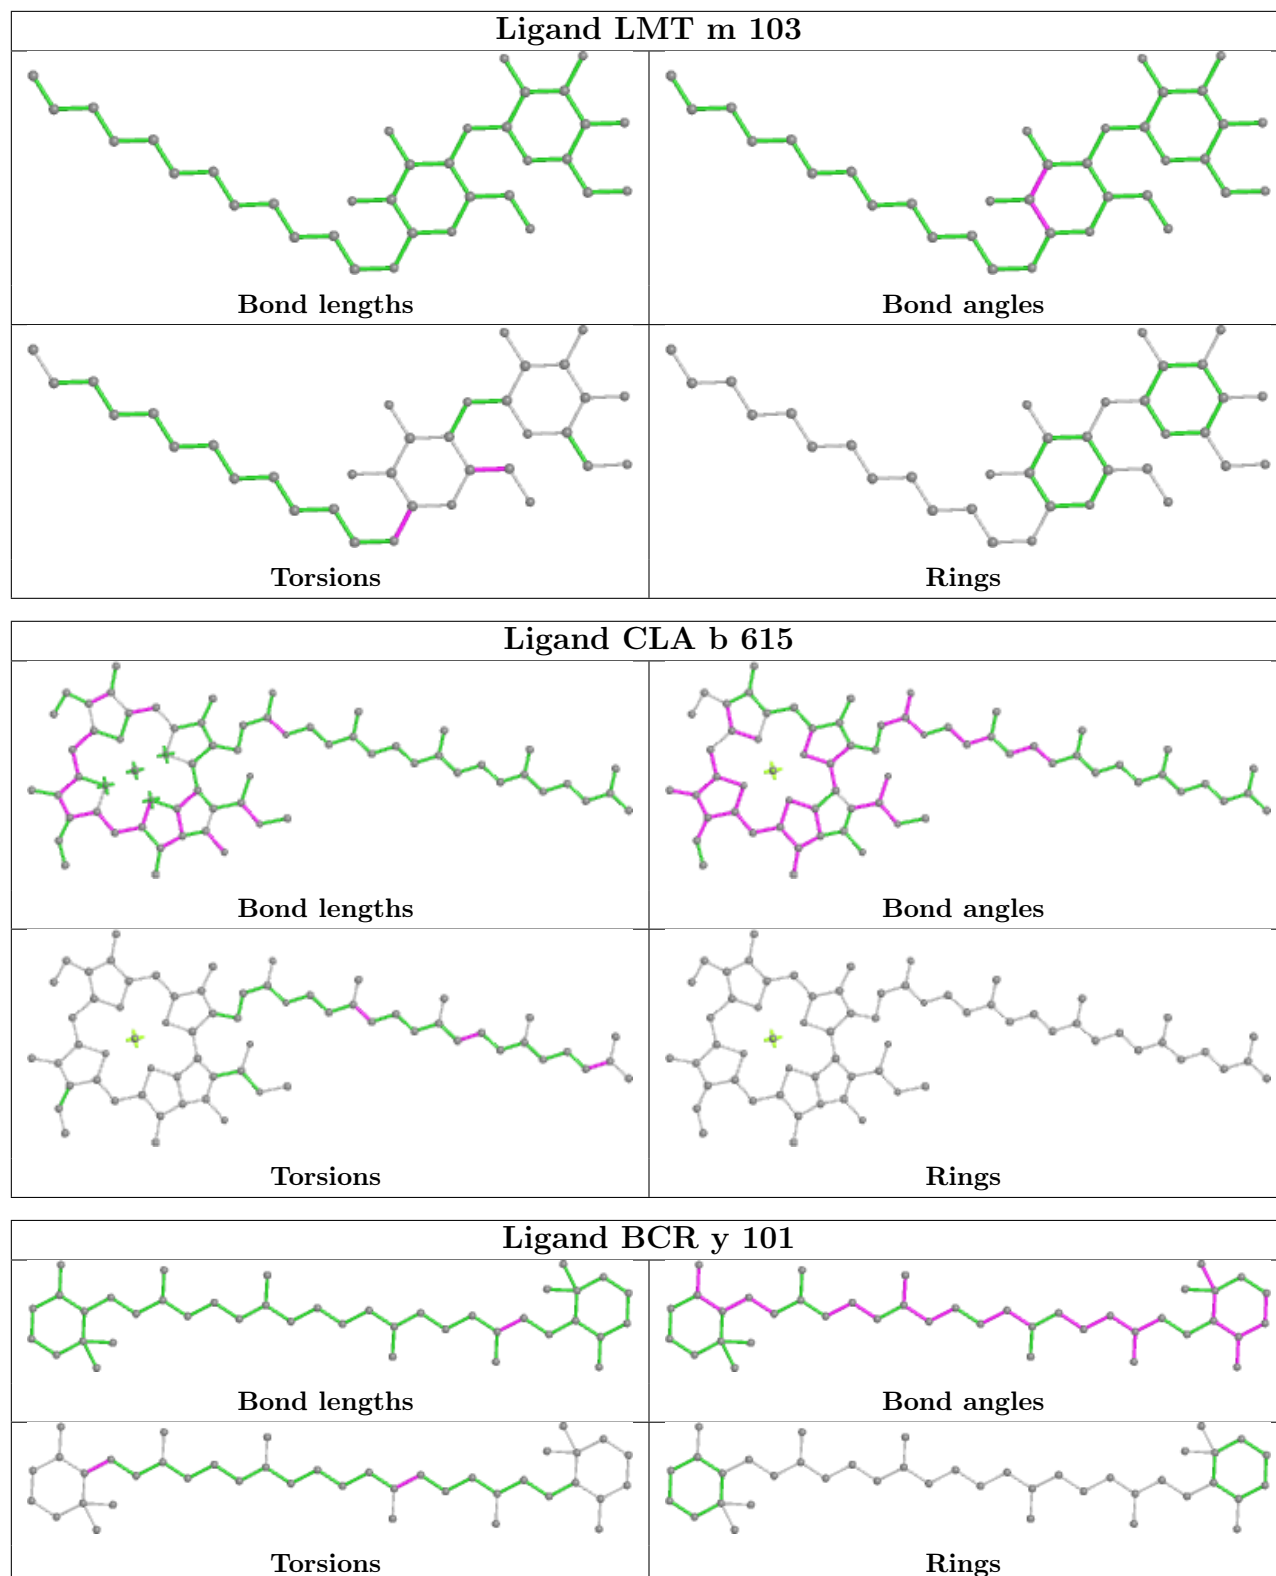 Ligand LMT m 103
Bond lengths
Bond angles
Torsions
Rings
Ligand CLA b 615
Bond lengths
Bond angles
Torsions
Rings
Ligand BCR y 101
Bond lengths
Bond angles
Torsions
Rings